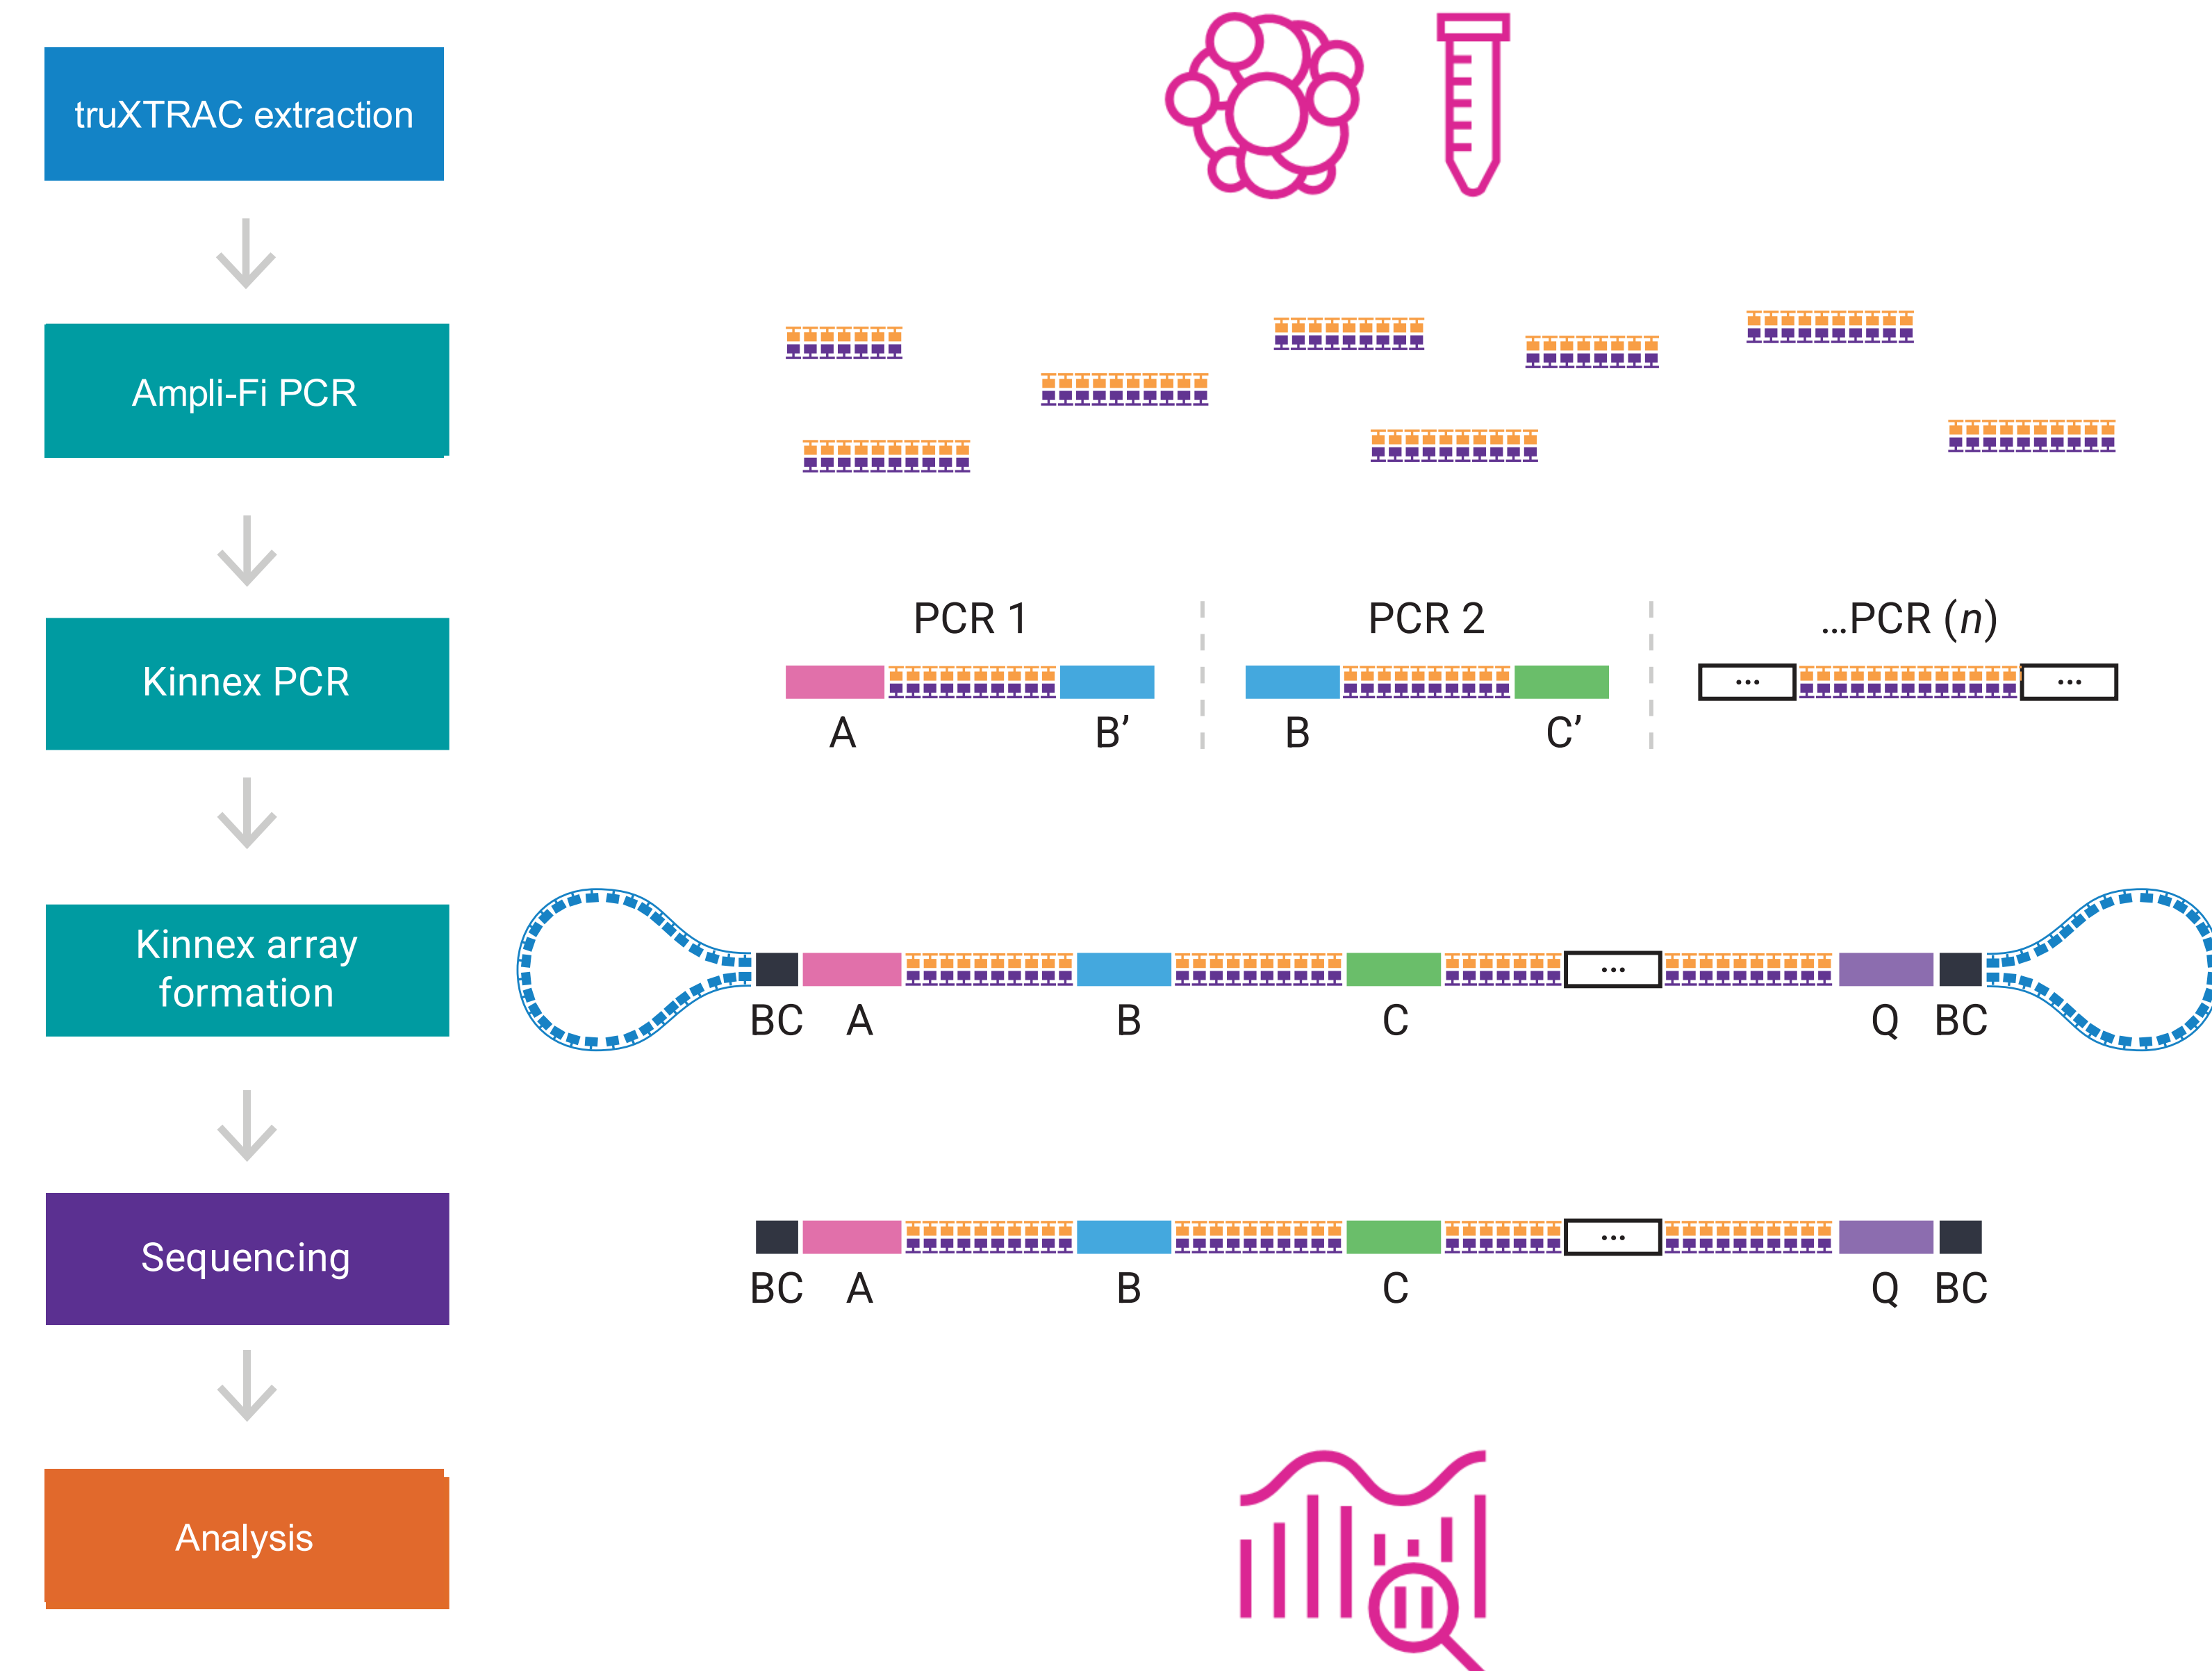 truXTRAC extraction
Ampli-Fi PCR
Kinnex PCR
PCR 1
PCR 2
...PCR (n)
...
...
A
B’
B
C’
Kinnex array
formation
...
BC
A
B
C
Q
BC
Sequencing
...
BC
A
B
C
Q
BC
Analysis